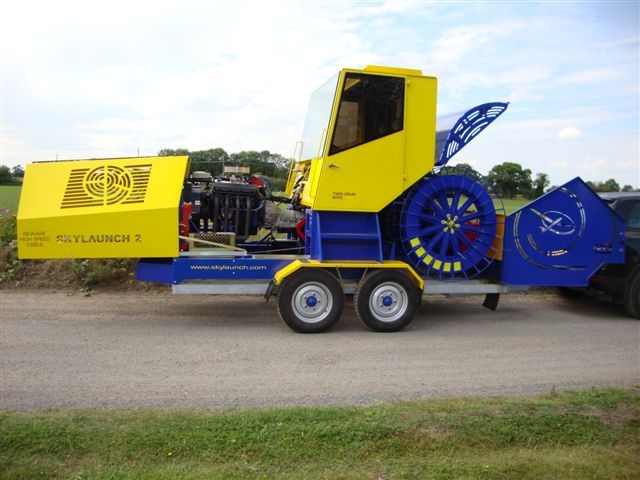 BEWARE
HIGH SPEED
CABLE
SKYLAUNCH 2
www.skylaunch.com
TWIN DRUM